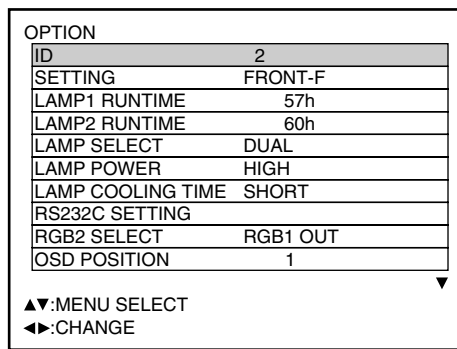 OPTION
ID 2
SETTING FRONT-F
LAMP1 RUNTIME 57h
LAMP2 RUNTIME 60h
LAMP SELECT DUAL
LAMP POWER HIGH
LAMP COOLING TIME SHORT
RS232C SETTING
RGB2 SELECT RGB1 OUT
OSD POSITION 1
▼
▲▼:MENU SELECT
◀▶:CHANGE